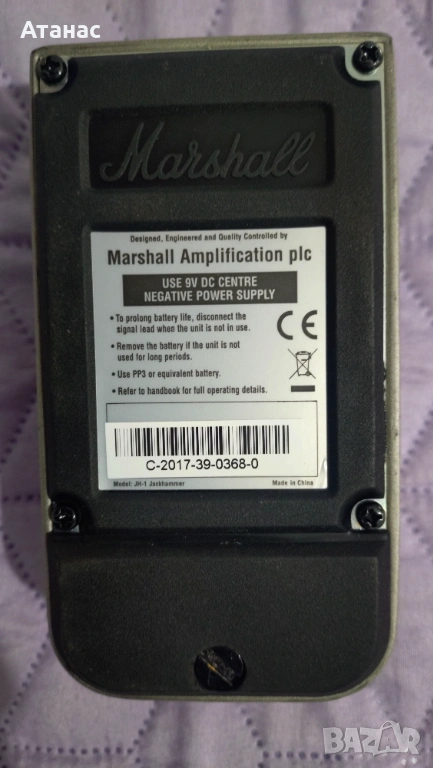 Атанас
Marshall
Designed, Engineered and Quality Controlled by
Marshall Amplification plc
USE 9V DC CENTRE
NEGATIVE POWER SUPPLY
• To prolong battery life, disconnect the
signal lead when the unit is not in use.
• Remove the battery if the unit is not
used for long periods.
• Use PP3 or equivalent battery.
• Refer to handbook for full operating details.
CE
C-2017-39-0368-0
Model: JH-1 Jackhammer
Made in China
BAZAR